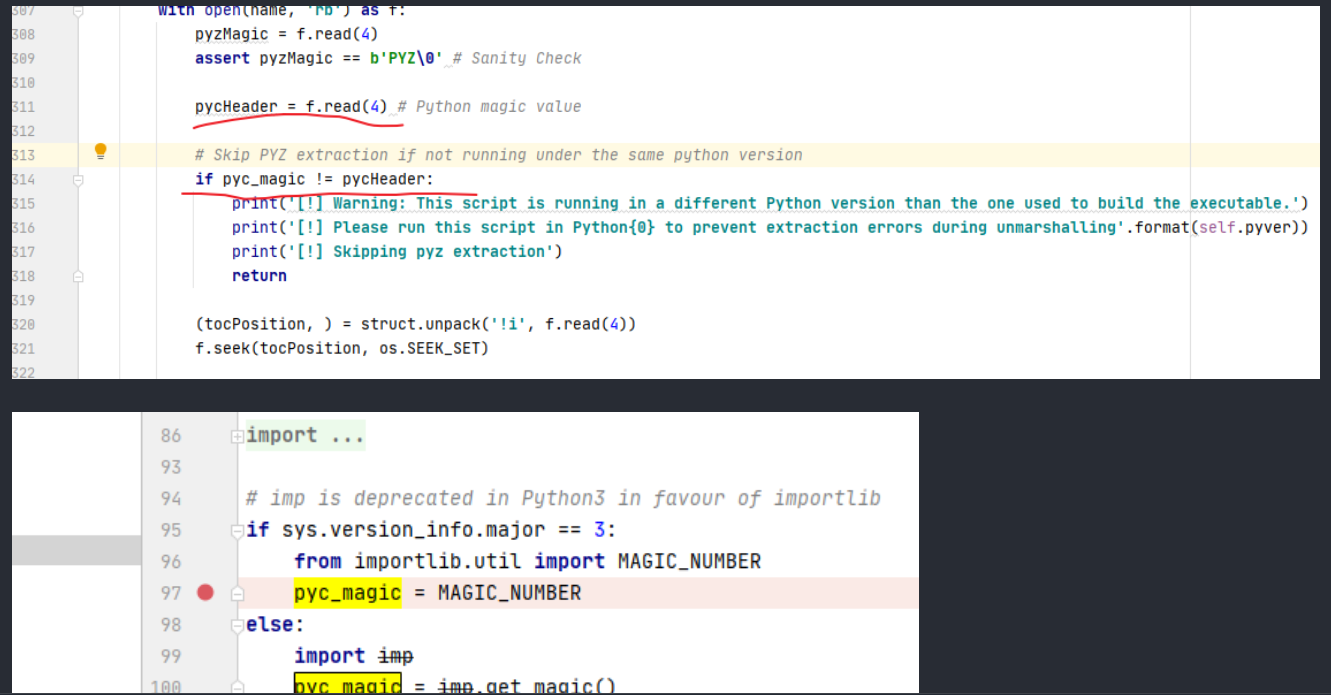 307 with open(name, 'rb') as f:
308 pyzMagic = f.read(4)
309 assert pyzMagic == b'PYZ\0' # Sanity Check
310
311 pycHeader = f.read(4) # Python magic value
312
313 # Skip PYZ extraction if not running under the same python version
314 if pyc_magic != pycHeader:
315 print('[!] Warning: This script is running in a different Python version than the one used to build the executable.')
316 print('[!] Please run this script in Python{0} to prevent extraction errors during unmarshalling'.format(self.pyver))
317 print('[!] Skipping pyz extraction')
318 return
319
320 (tocPosition, ) = struct.unpack('!i', f.read(4))
321 f.seek(tocPosition, os.SEEK_SET)
322
86 import ...
93
94 # imp is deprecated in Python3 in favour of importlib
95 if sys.version_info.major == 3:
96 from importlib.util import MAGIC_NUMBER
97 pyc_magic = MAGIC_NUMBER
98 else:
99 import imp
100 pyc_magic = imp.get_magic()